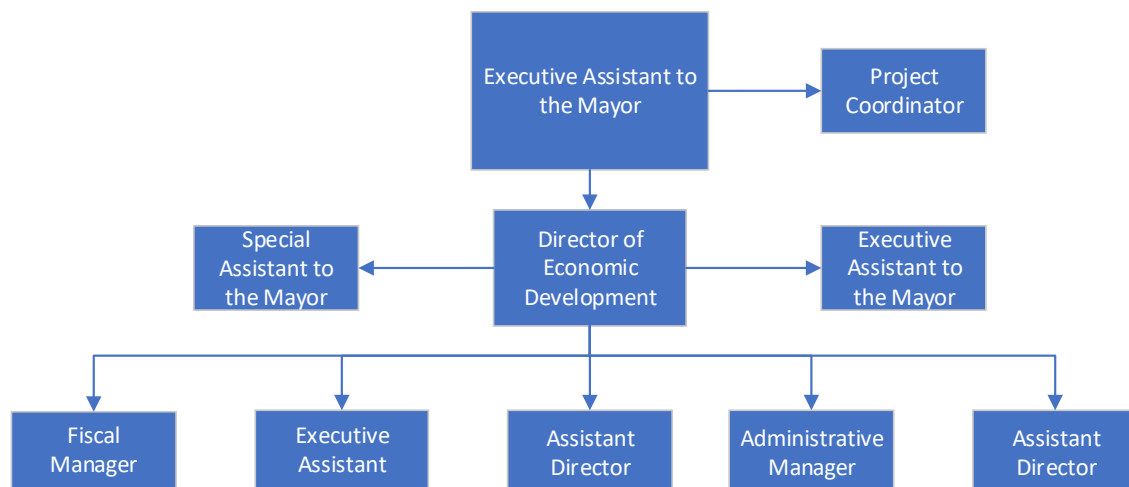 Executive Assistant to
the Mayor
Project
Coordinator
Special
Assistant to
the Mayor
Director of
Economic
Development
Executive
Assistant to
the Mayor
Fiscal
Manager
Executive
Assistant
Assistant
Director
Administrative
Manager
Assistant
Director